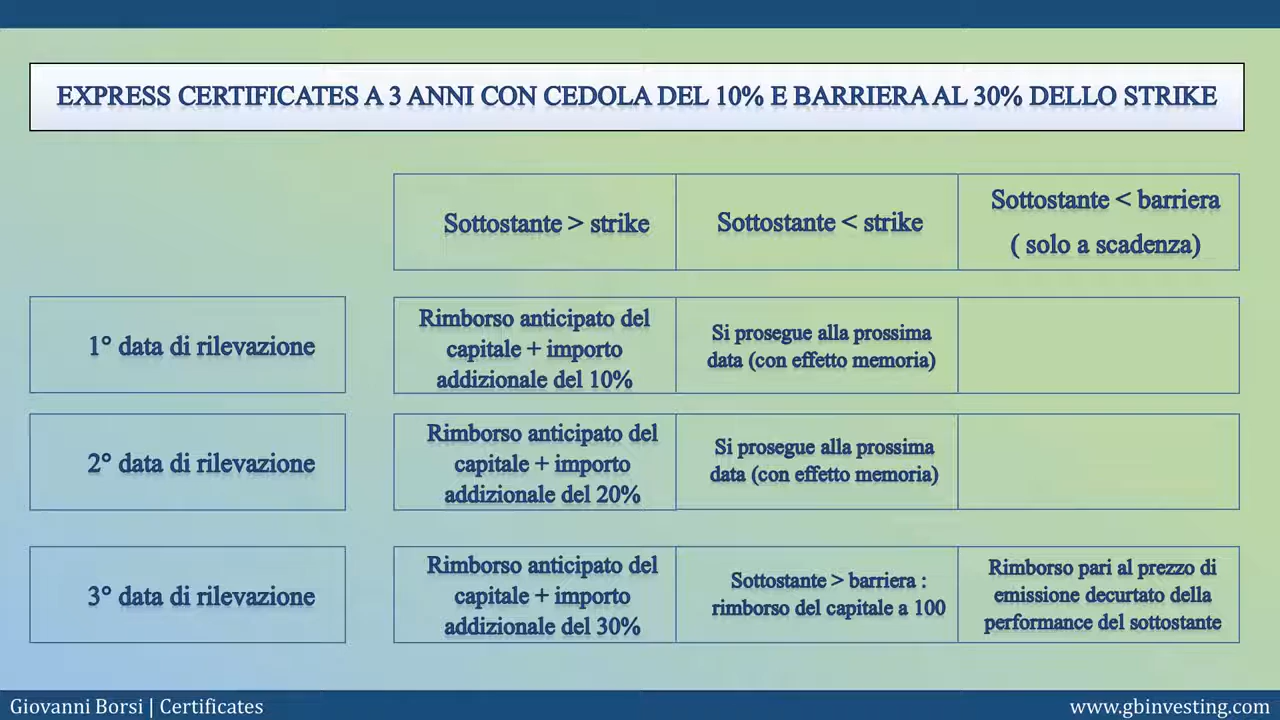 EXPRESS CERTIFICATES A 3 ANNI CON CEDOLA DEL 10% E BARRIERA AL 30% DELLO STRIKE
Sottostante > strike
Sottostante < strike
Sottostante < barriera
( solo a scadenza)
1° data di rilevazione
Rimborso anticipato del
capitale + importo
addizionale del 10%
Si prosegue alla prossima
data (con effetto memoria)
2° data di rilevazione
Rimborso anticipato del
capitale + importo
addizionale del 20%
Si prosegue alla prossima
data (con effetto memoria)
3° data di rilevazione
Rimborso anticipato del
capitale + importo
addizionale del 30%
Sottostante > barriera :
rimborso del capitale a 100
Rimborso pari al prezzo di
emissione decurtato della
performance del sottostante
Giovanni Borsi | Certificates
www.gbinvesting.com